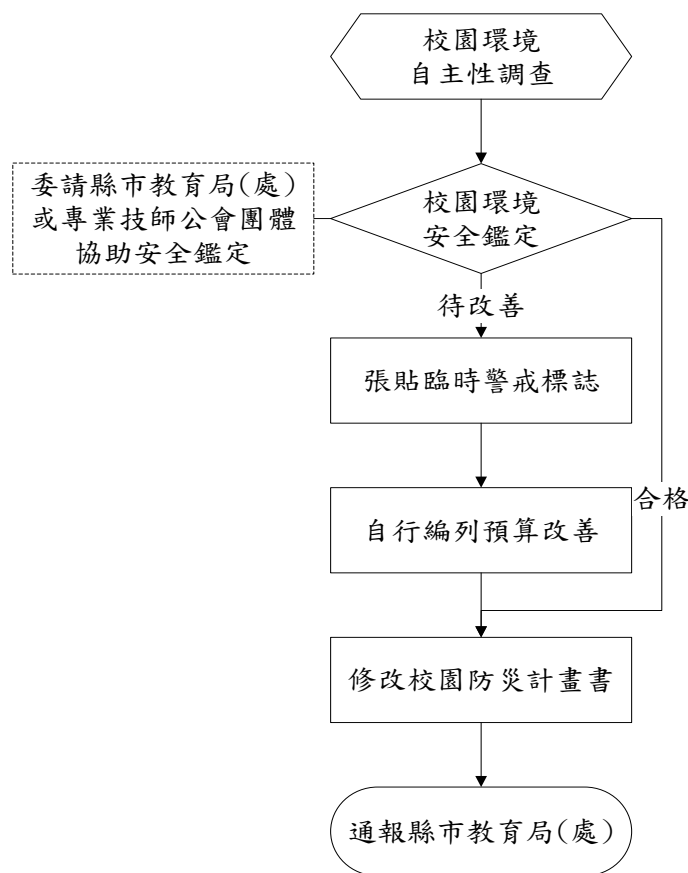 校園環境
自主性調查
委請縣市教育局(處)
或專業技師公會團體
協助安全鑑定
校園環境
安全鑑定
待改善
張貼臨時警戒標誌
合格
自行編列預算改善
修改校園防災計畫書
通報縣市教育局(處)